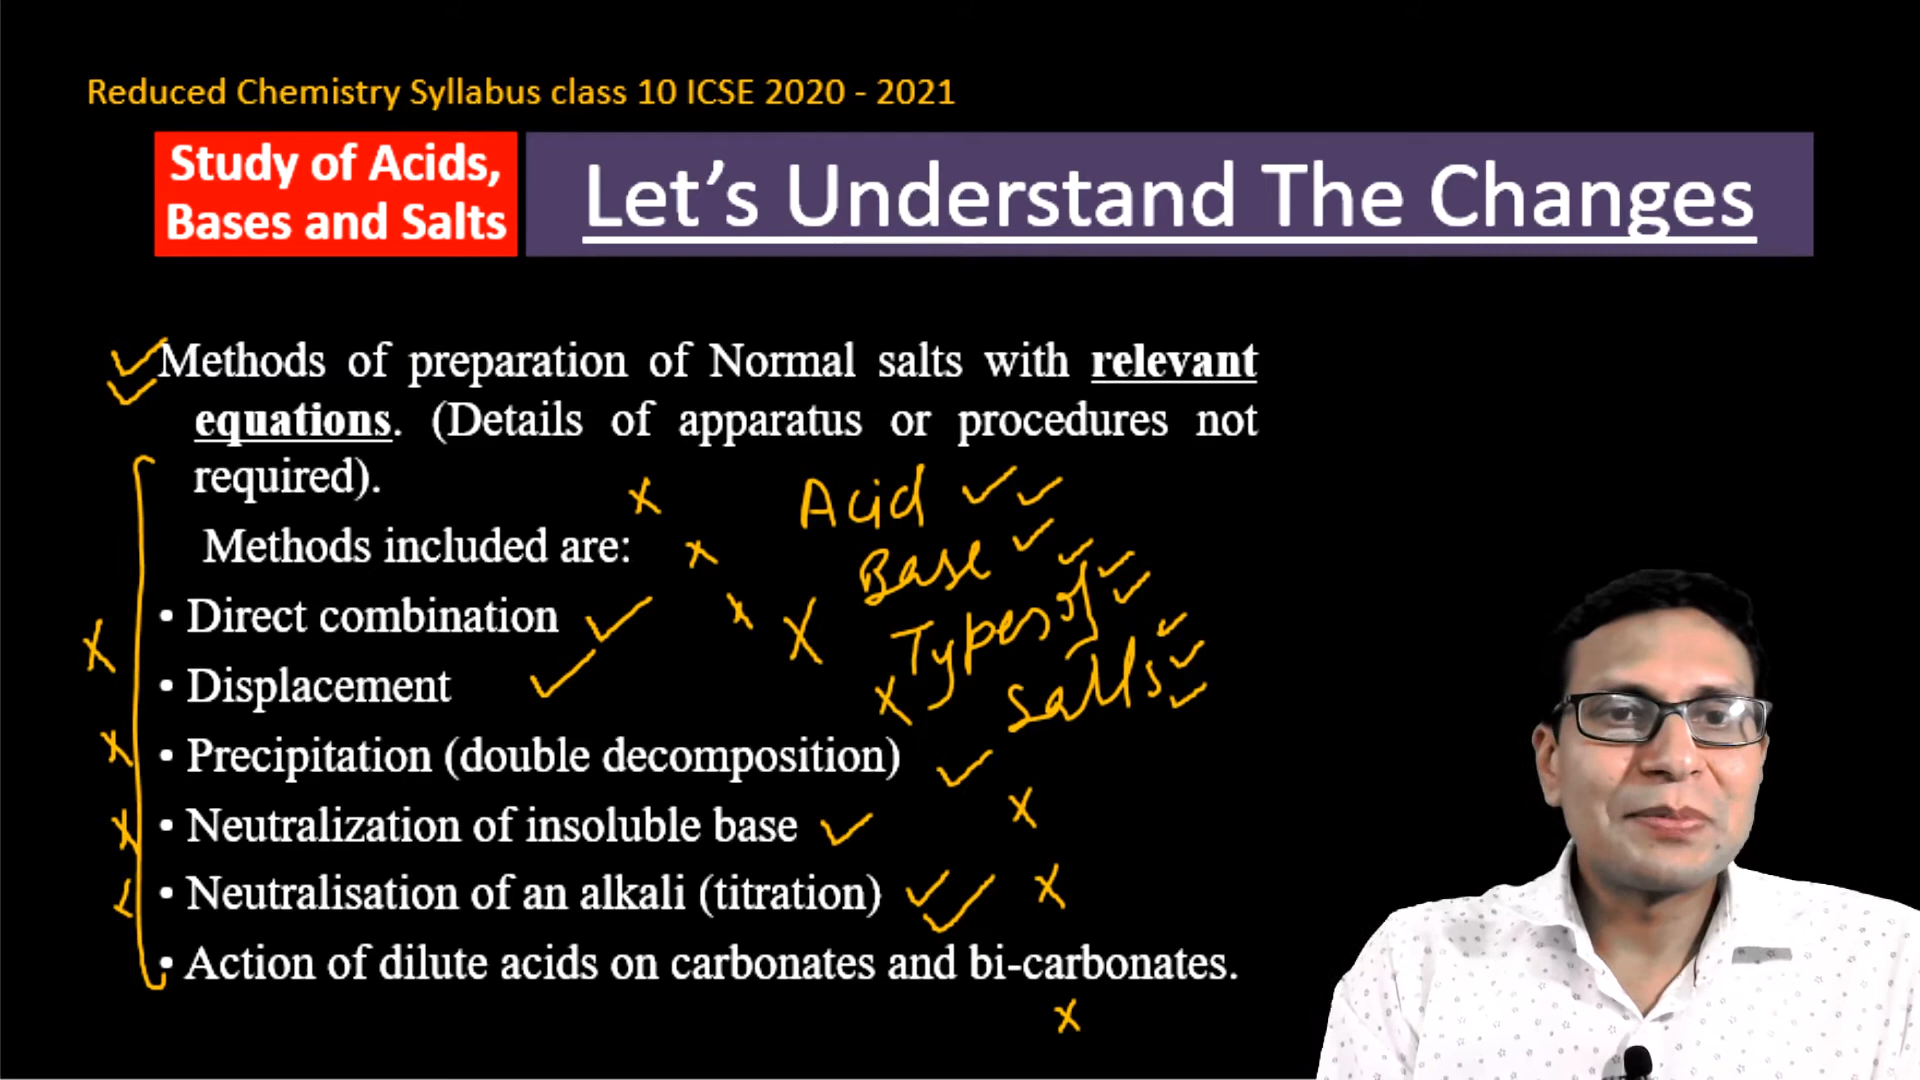 Reduced Chemistry Syllabus class 10 ICSE 2020 - 2021
Study of Acids,
Bases and Salts
Let's Understand The Changes
Methods of preparation of Normal salts with relevant
equations. (Details of apparatus or procedures not
required).
Methods included are:
• Direct combination
• Displacement
• Precipitation (double decomposition)
• Neutralization of insoluble base
• Neutralisation of an alkali (titration)
• Action of dilute acids on carbonates and bi-carbonates.
Acid
Base
Types of
Salts